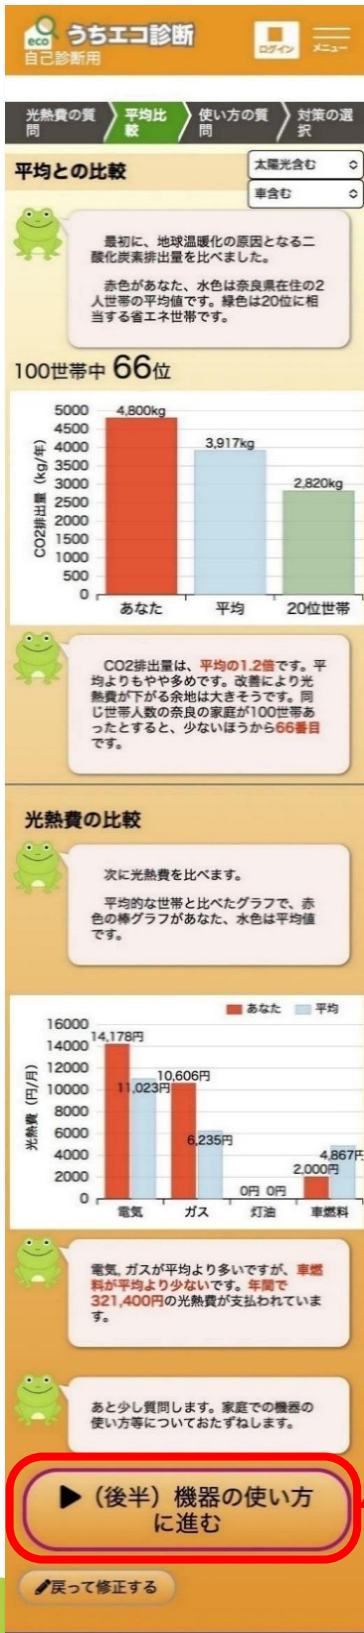 eco うちエコ診断
自己診断用
ログイン
メニュー
光熱費の質
問
平均比
較
使い方の質
問
対策の選
択
平均との比較
太陽光含む
車含む
最初に、地球温暖化の原因となる二
酸化炭素排出量を比べました。
赤色があなた、水色は奈良県在住の2
人世帯の平均値です。緑色は20位に相
当する省エネ世帯です。
100世帯中 66位
CO2排出量 (kg/年)
5000
4500
4000
3500
3000
2500
2000
1500
1000
500
0
4,800kg
3,917kg
2,820kg
あなた 平均 20位世帯
CO2排出量は、平均の1.2倍です。平
均よりもやや多めです。改善により光
熱費が下がる余地は大きそうです。同
じ世帯人数の奈良の家庭が100世帯あ
ったとすると、少ないほうから66番目
です。
光熱費の比較
次に光熱費を比べます。
平均的な世帯と比べたグラフで、赤
色の棒グラフがあなた、水色は平均値
です。
あなた 平均
光熱費 (円/月)
16000
14000
12000
10000
8000
6000
4000
2000
0
14,178円
11,023円
10,606円
6,235円
0円 0円
2,000円
4,867円
電気 ガス 灯油 車燃料
電気, ガスが平均より多いですが、車燃
料が平均より少ないです。年間で
321,400円の光熱費が支払われていま
す。
あと少し質問します。家庭での機器の
使い方等についておたずねします。
▶（後半）機器の使い方
に進む
戻って修正する